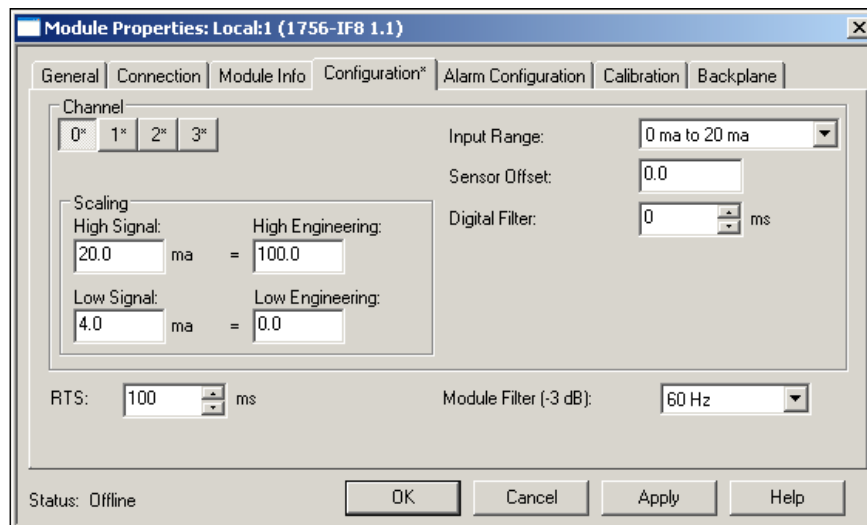 Module Properties: Local:1 (1756-IF8 1.1)
General Connection Module Info Configuration* Alarm Configuration Calibration Backplane
Channel
0* 1* 2* 3*
Input Range: 0 ma to 20 ma
Sensor Offset: 0.0
Digital Filter: 0 ms
Scaling
High Signal: High Engineering:
20.0 ma = 100.0
Low Signal: Low Engineering:
4.0 ma = 0.0
RTS: 100 ms Module Filter (-3 dB): 60 Hz
Status: Offline OK Cancel Apply Help